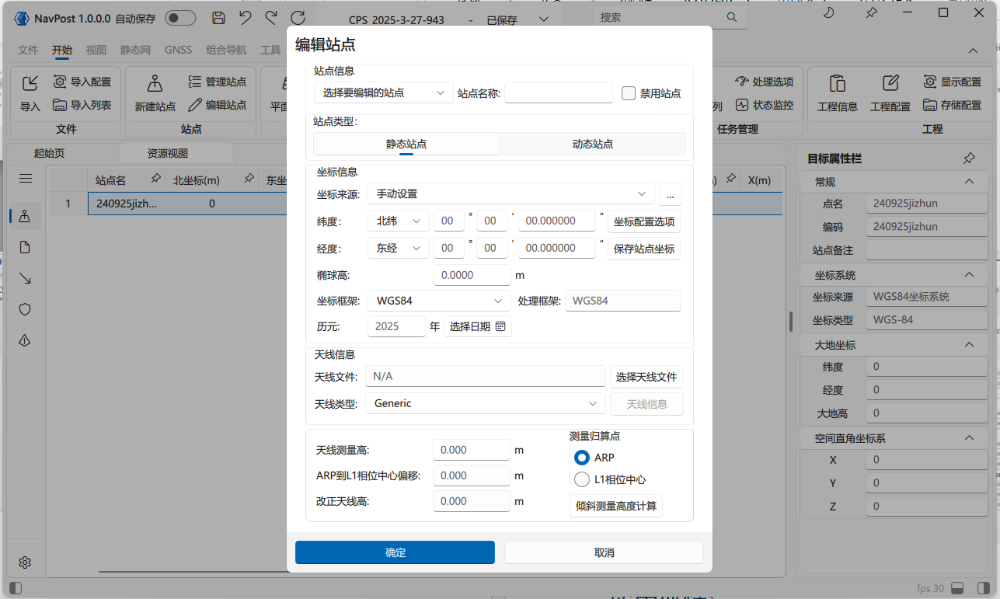 NavPost 1.0.0.0 自动保存
CPS 2025-3-27-943 - 已保存
搜索
文件 开始 视图 静态网 GNSS 组合导航 工具
导入
导入配置
导入列表
文件
新建站点
管理站点
编辑站点
站点
平面
列
处理选项
状态监控
任务管理
工程信息
工程配置
显示配置
存储配置
工程
起始页 资源视图
站点名 北坐标(m) 东坐 X(m)
1 240925jizh... 0
编辑站点
站点信息
选择要编辑的站点 站点名称: 禁用站点
站点类型:
静态站点 动态站点
坐标信息
坐标来源: 手动设置 ...
纬度: 北纬 00 ° 00 ′ 00.000000 ″ 坐标配置选项
经度: 东经 00 ° 00 ′ 00.000000 ″ 保存站点坐标
椭球高: 0.0000 m
坐标框架: WGS84 处理框架: WGS84
历元: 2025 年 选择日期
天线信息
天线文件: N/A 选择天线文件
天线类型: Generic 天线信息
天线测量高: 0.000 m
ARP到L1相位中心偏移: 0.000 m
改正天线高: 0.000 m
测量归算点
ARP
L1相位中心
倾斜测量高度计算
确定 取消
目标属性栏
常规
点名 240925jizhun
编码 240925jizhun
站点备注
坐标系统
坐标来源 WGS84坐标系统
坐标类型 WGS-84
大地坐标
纬度 0
经度 0
大地高 0
空间直角坐标系
X 0
Y 0
Z 0
fps 30